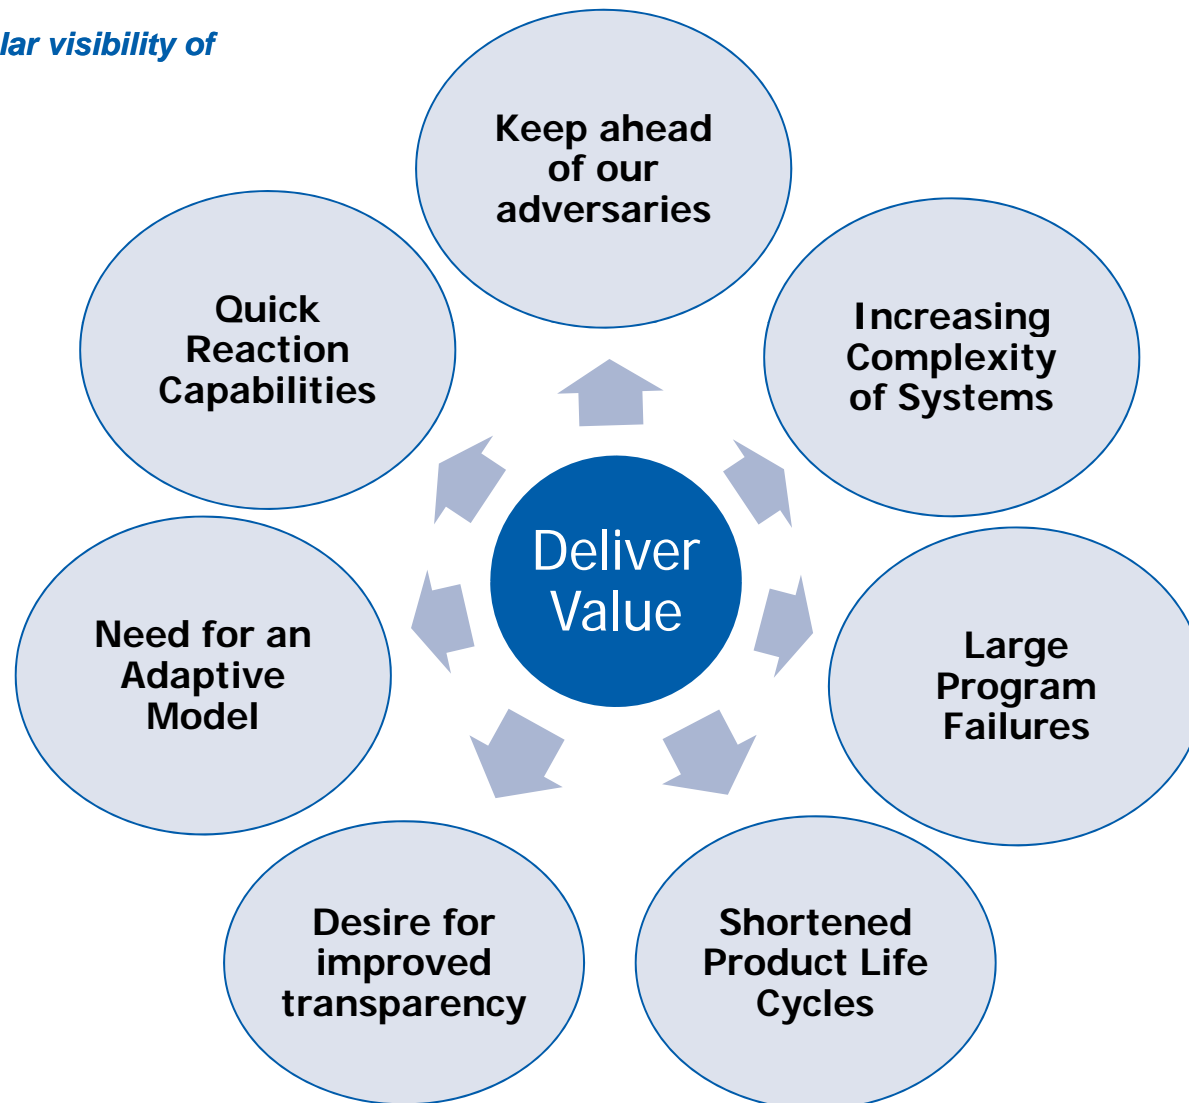 visibility of
Keep ahead
of our
adversaries
Quick
Reaction
Capabilities
Increasing
Complexity
of Systems
Deliver
Value
Need for an
Adaptive
Model
Large
Program
Failures
Desire for
improved
transparency
Shortened
Product Life
Cycles